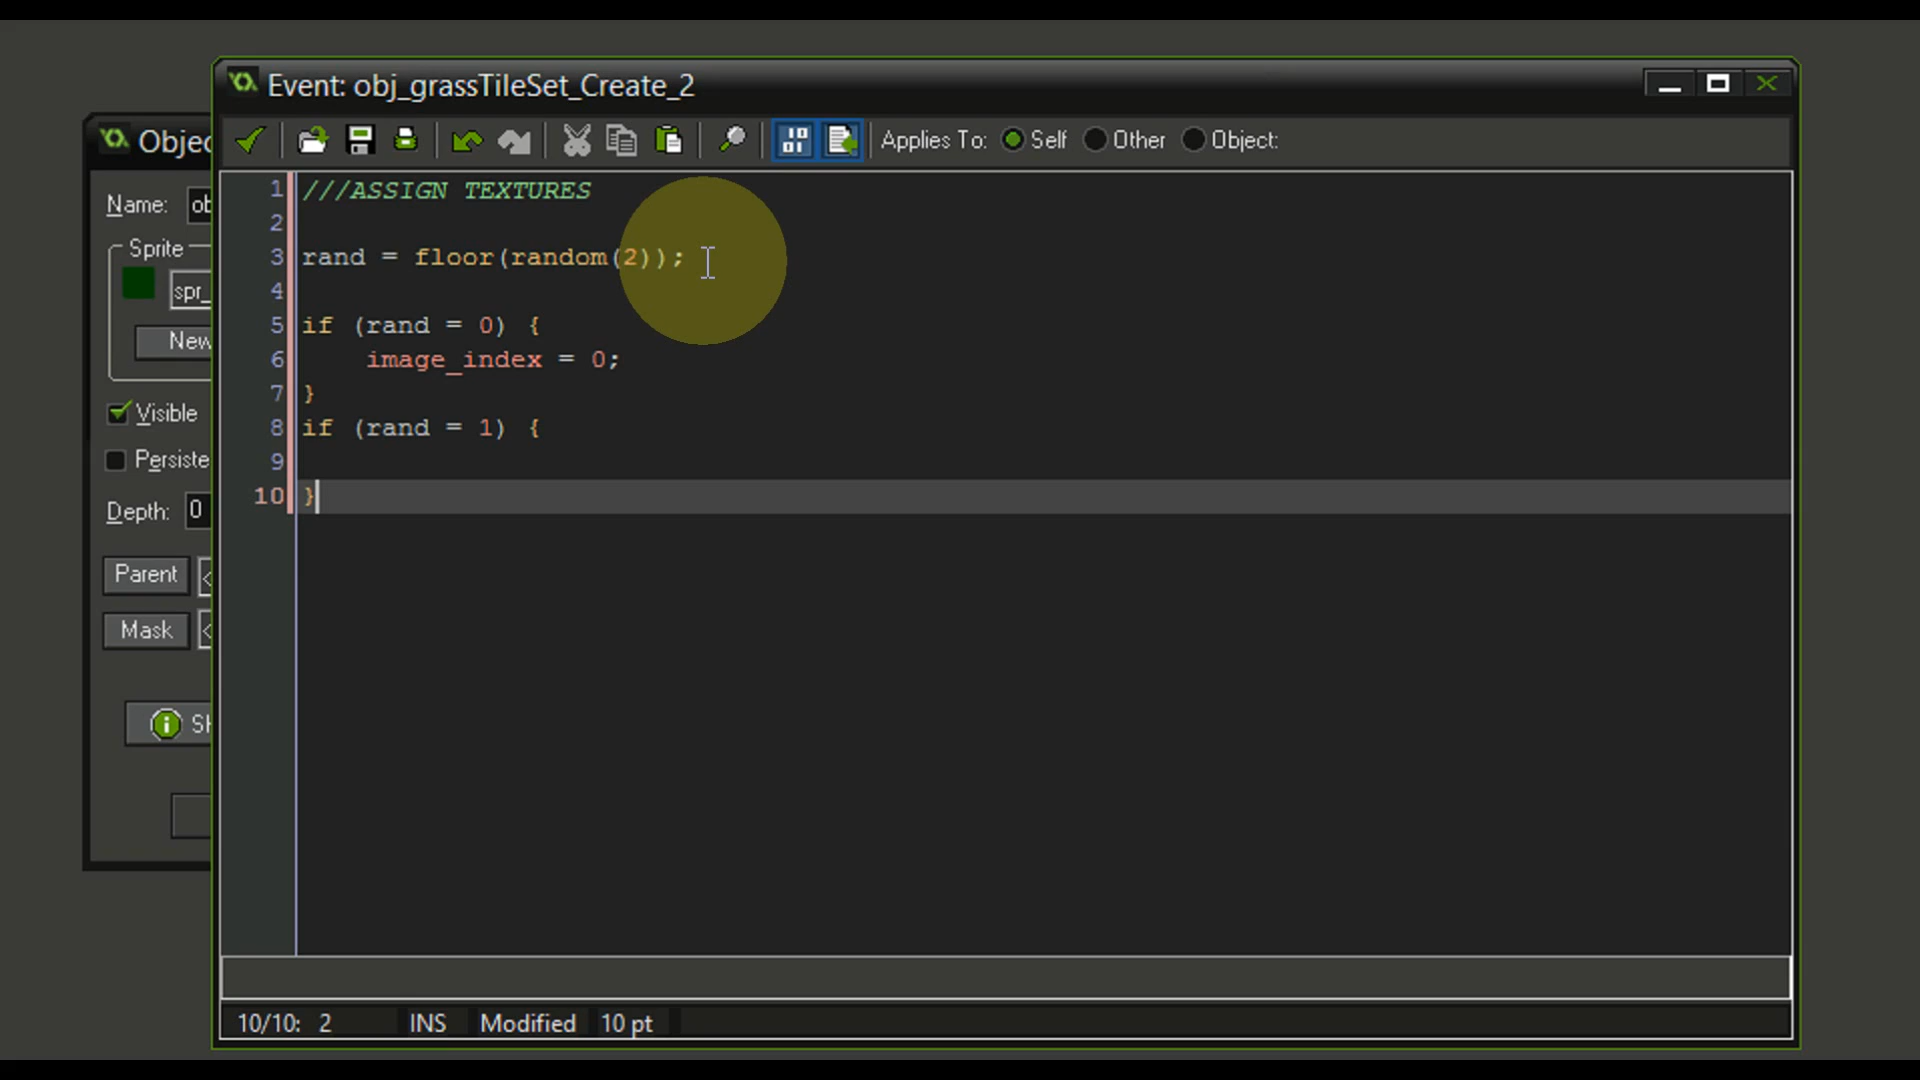 Event: obj_grassTileSet_Create_2
Applies To: Self Other Object:
Objec
Name: ob
Sprite
spr_
New
Visible
Persiste
Depth: 0
Parent <
Mask <
Sh
1 ///ASSIGN TEXTURES
2
3 rand = floor(random(2));
4
5 if (rand = 0) {
6 image_index = 0;
7 }
8 if (rand = 1) {
9
10 }
10/10: 2 INS Modified 10 pt